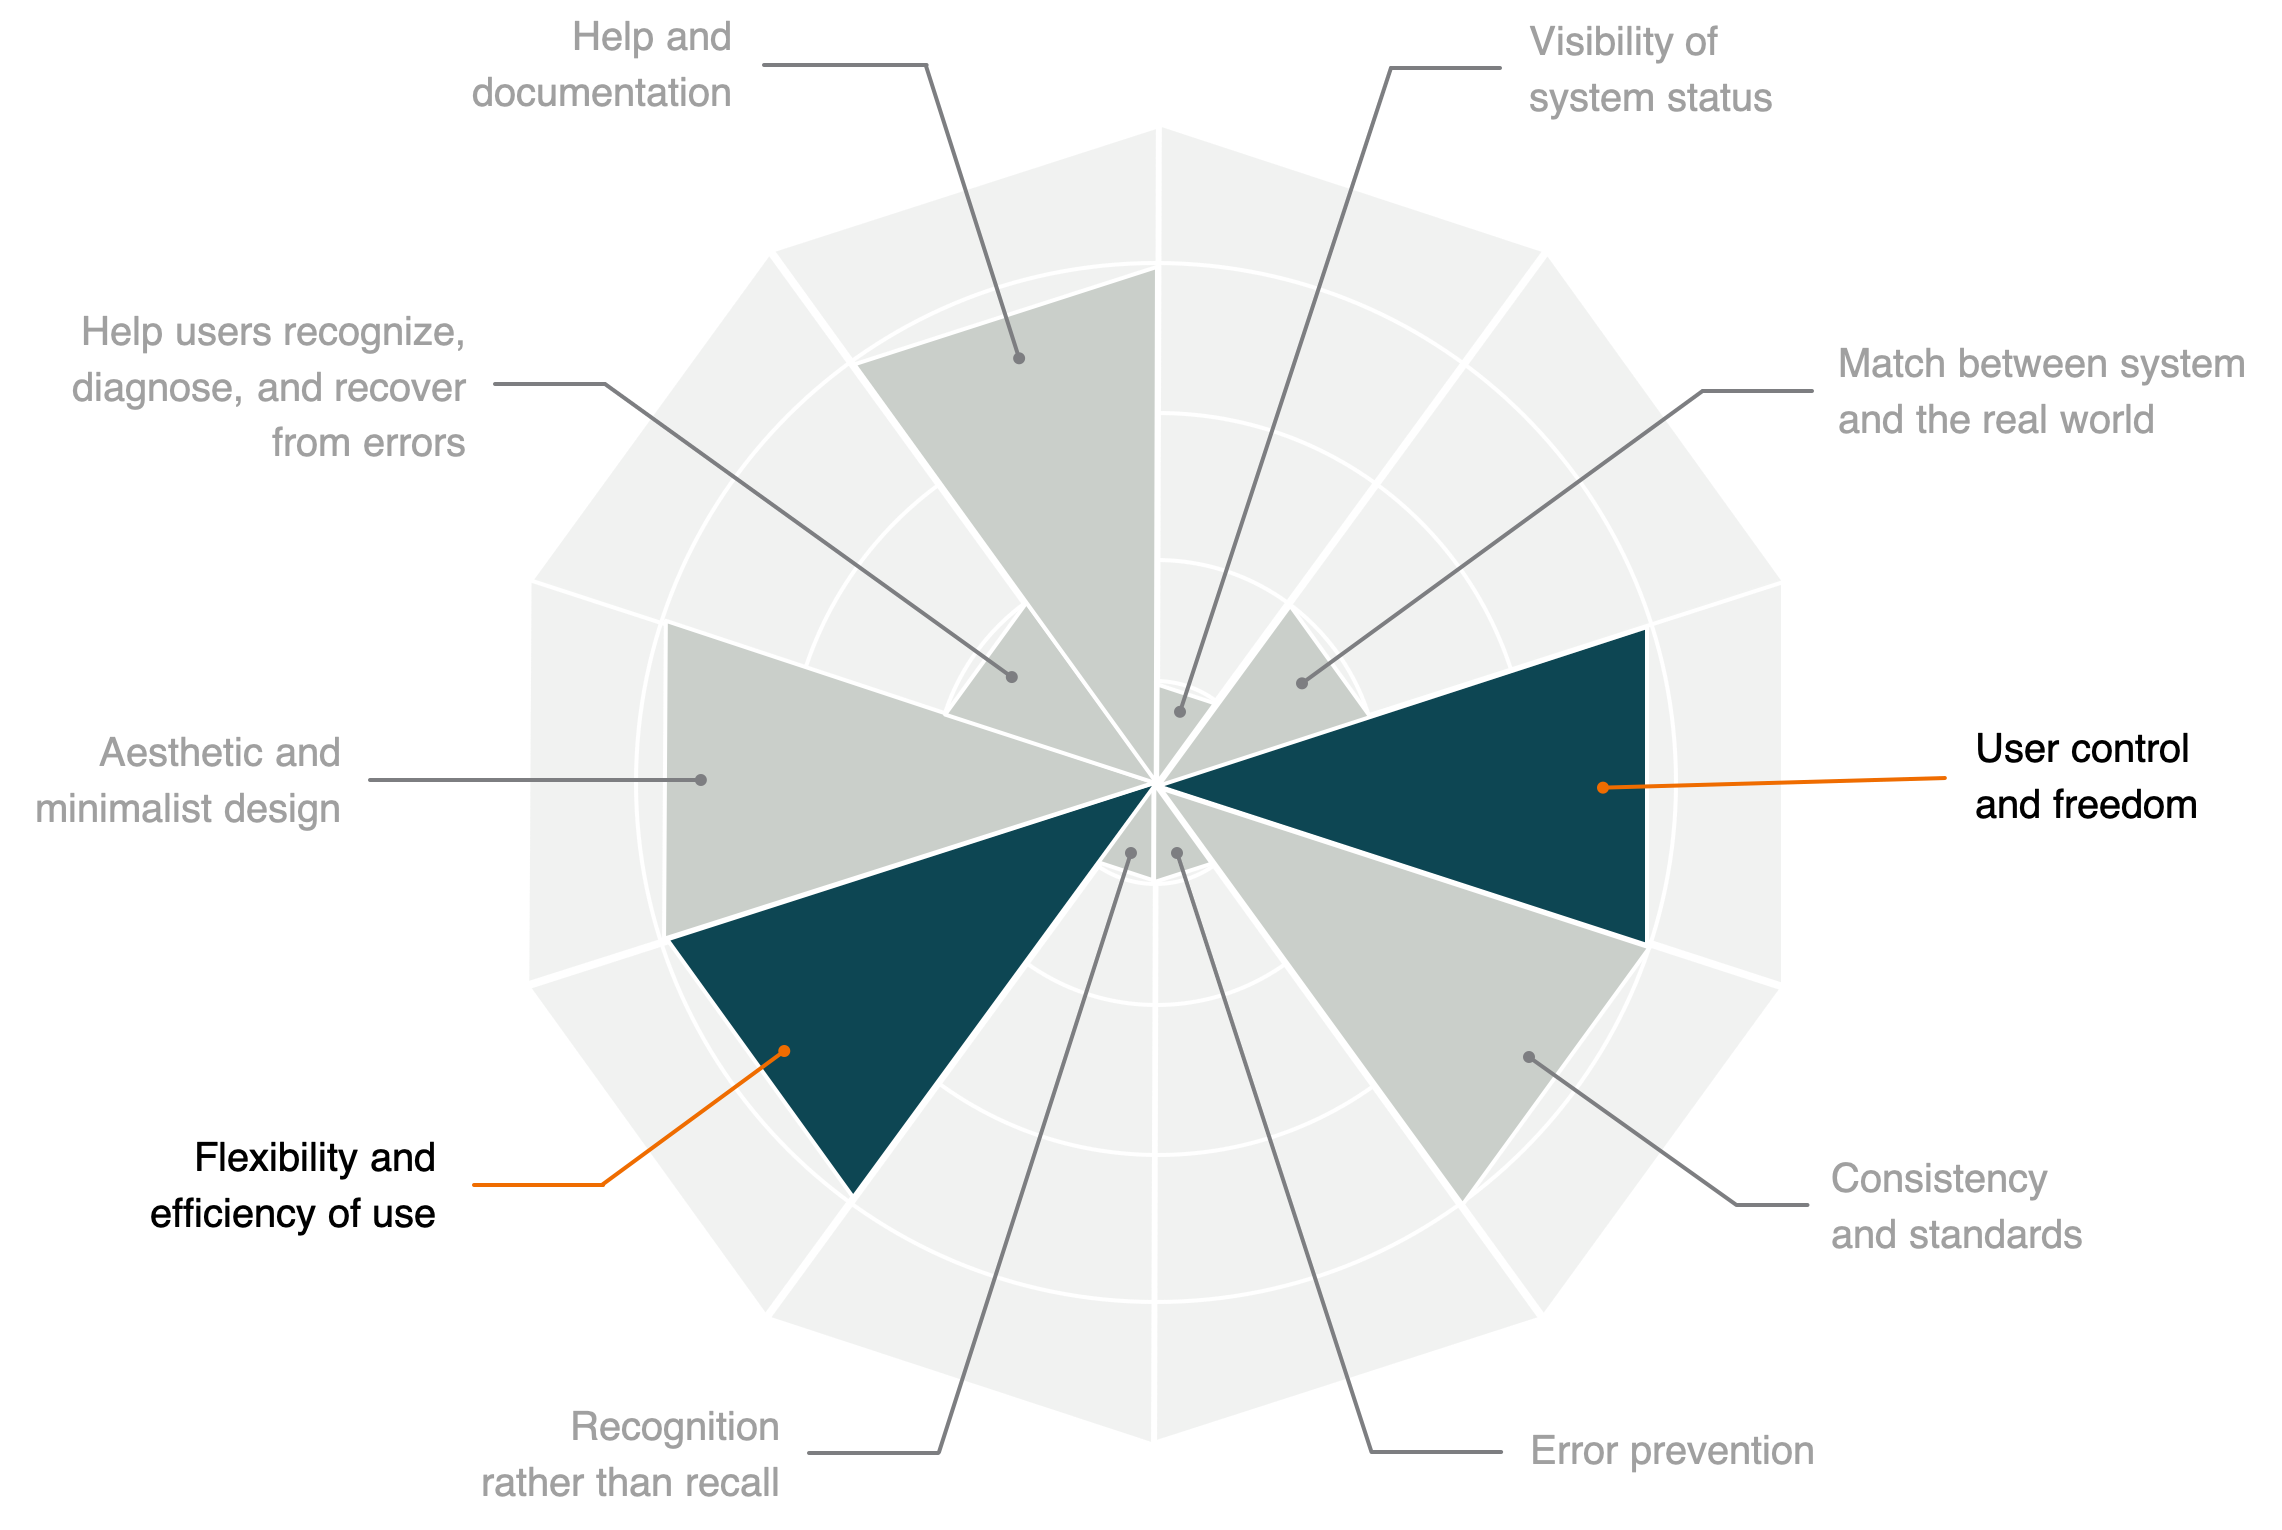 Help and
documentation
Visibility of
system status
Help users recognize,
diagnose, and recover
from errors
Match between system
and the real world
Aesthetic and
minimalist design
User control
and freedom
Flexibility and
efficiency of use
Consistency
and standards
Recognition
rather than recall
Error prevention